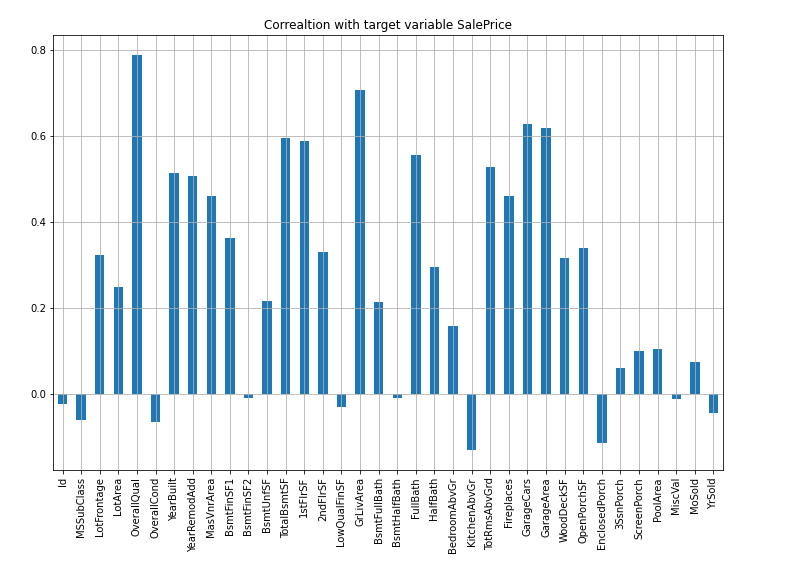 Correaltion with target variable SalePrice
0.8
0.6
0.4
0.2
0.0
Id
MSSubClass
LotFrontage
LotArea
OverallQual
OverallCond
YearBuilt
YearRemodAdd
MasVnrArea
BsmtFinSF1
BsmtFinSF2
BsmtUnfSF
TotalBsmtSF
1stFlrSF
2ndFlrSF
LowQualFinSF
GrLivArea
BsmtFullBath
BsmtHalfBath
FullBath
HalfBath
BedroomAbvGr
KitchenAbvGr
TotRmsAbvGrd
Fireplaces
GarageCars
GarageArea
WoodDeckSF
OpenPorchSF
EnclosedPorch
3SsnPorch
ScreenPorch
PoolArea
MiscVal
MoSold
YrSold